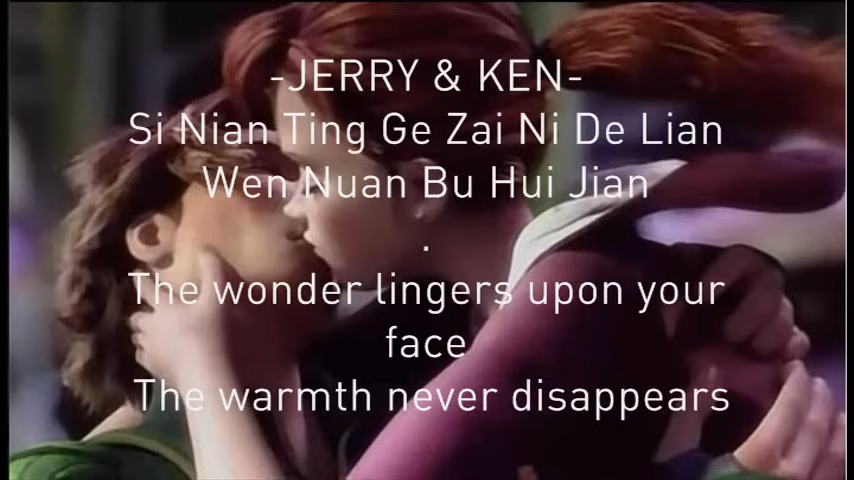 -JERRY & KEN-
Si Nian Ting Ge Zai Ni De Lian
Wen Nuan Bu Hui Jian
.
The wonder lingers upon your
face
The warmth never disappears